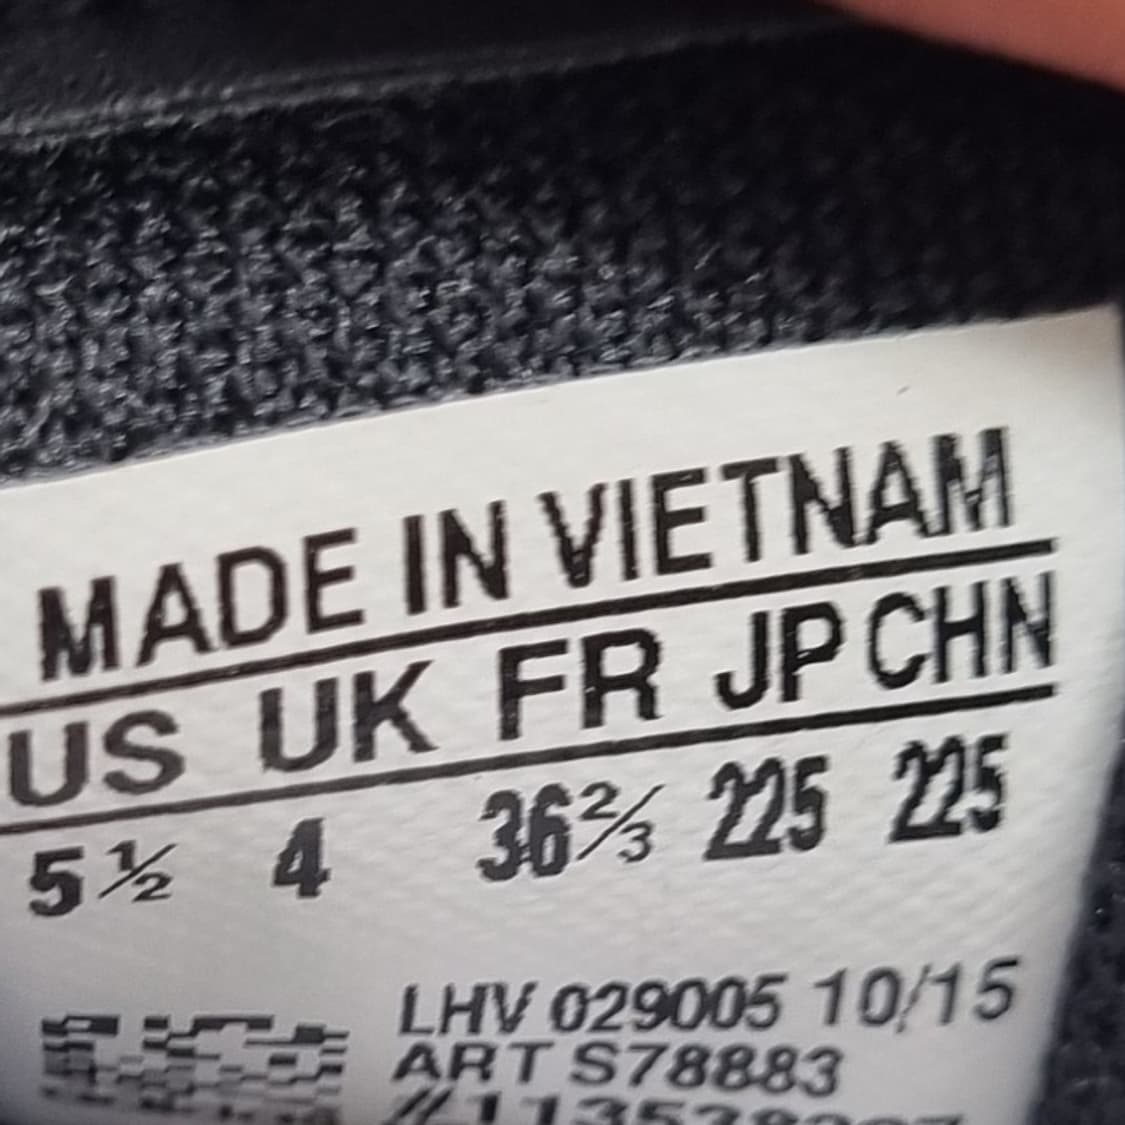 MADE IN VIETNAM
US UK FR JP CHN
5½ 4 36⅔ 225 225
LHV 029005 10/15
ART S78883